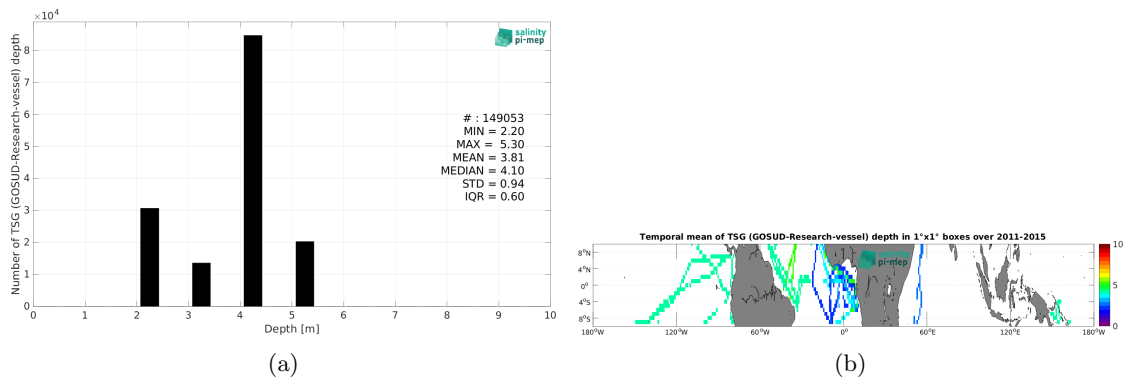 ×10⁴
8
7
6
5
4
3
2
1
0
Number of TSG (GOSUD-Research-vessel) depth
salinity
pi-mep
# : 149053
MIN = 2.20
MAX = 5.30
MEAN = 3.81
MEDIAN = 4.10
STD = 0.94
IQR = 0.60
0 1 2 3 4 5 6 7 8 9 10
Depth [m]
(a)
Temporal mean of TSG (GOSUD-Research-vessel) depth in 1°x1° boxes over 2011-2015
salinity
pi-mep
8°N
4°N
0°
4°S
8°S
180°W 120°W 60°W 0° 60°E 120°E 180°E
10
5
0
(b)